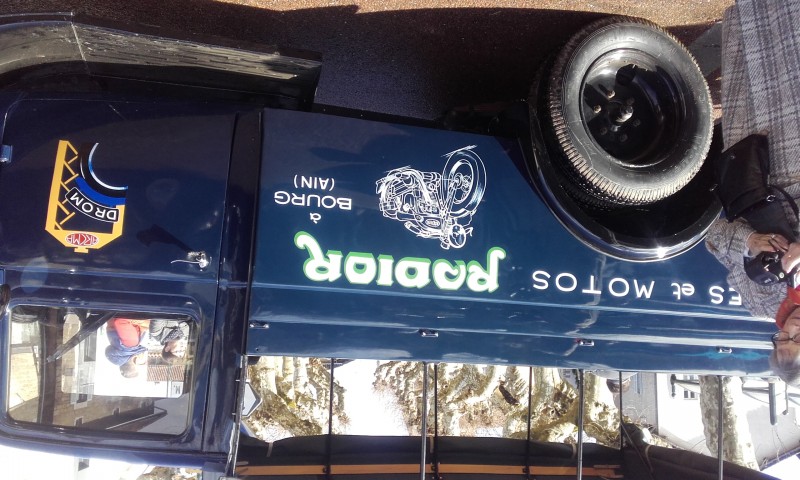 ES et MOTOS
RADIOR
à
BOURG
(AIN)
DROM